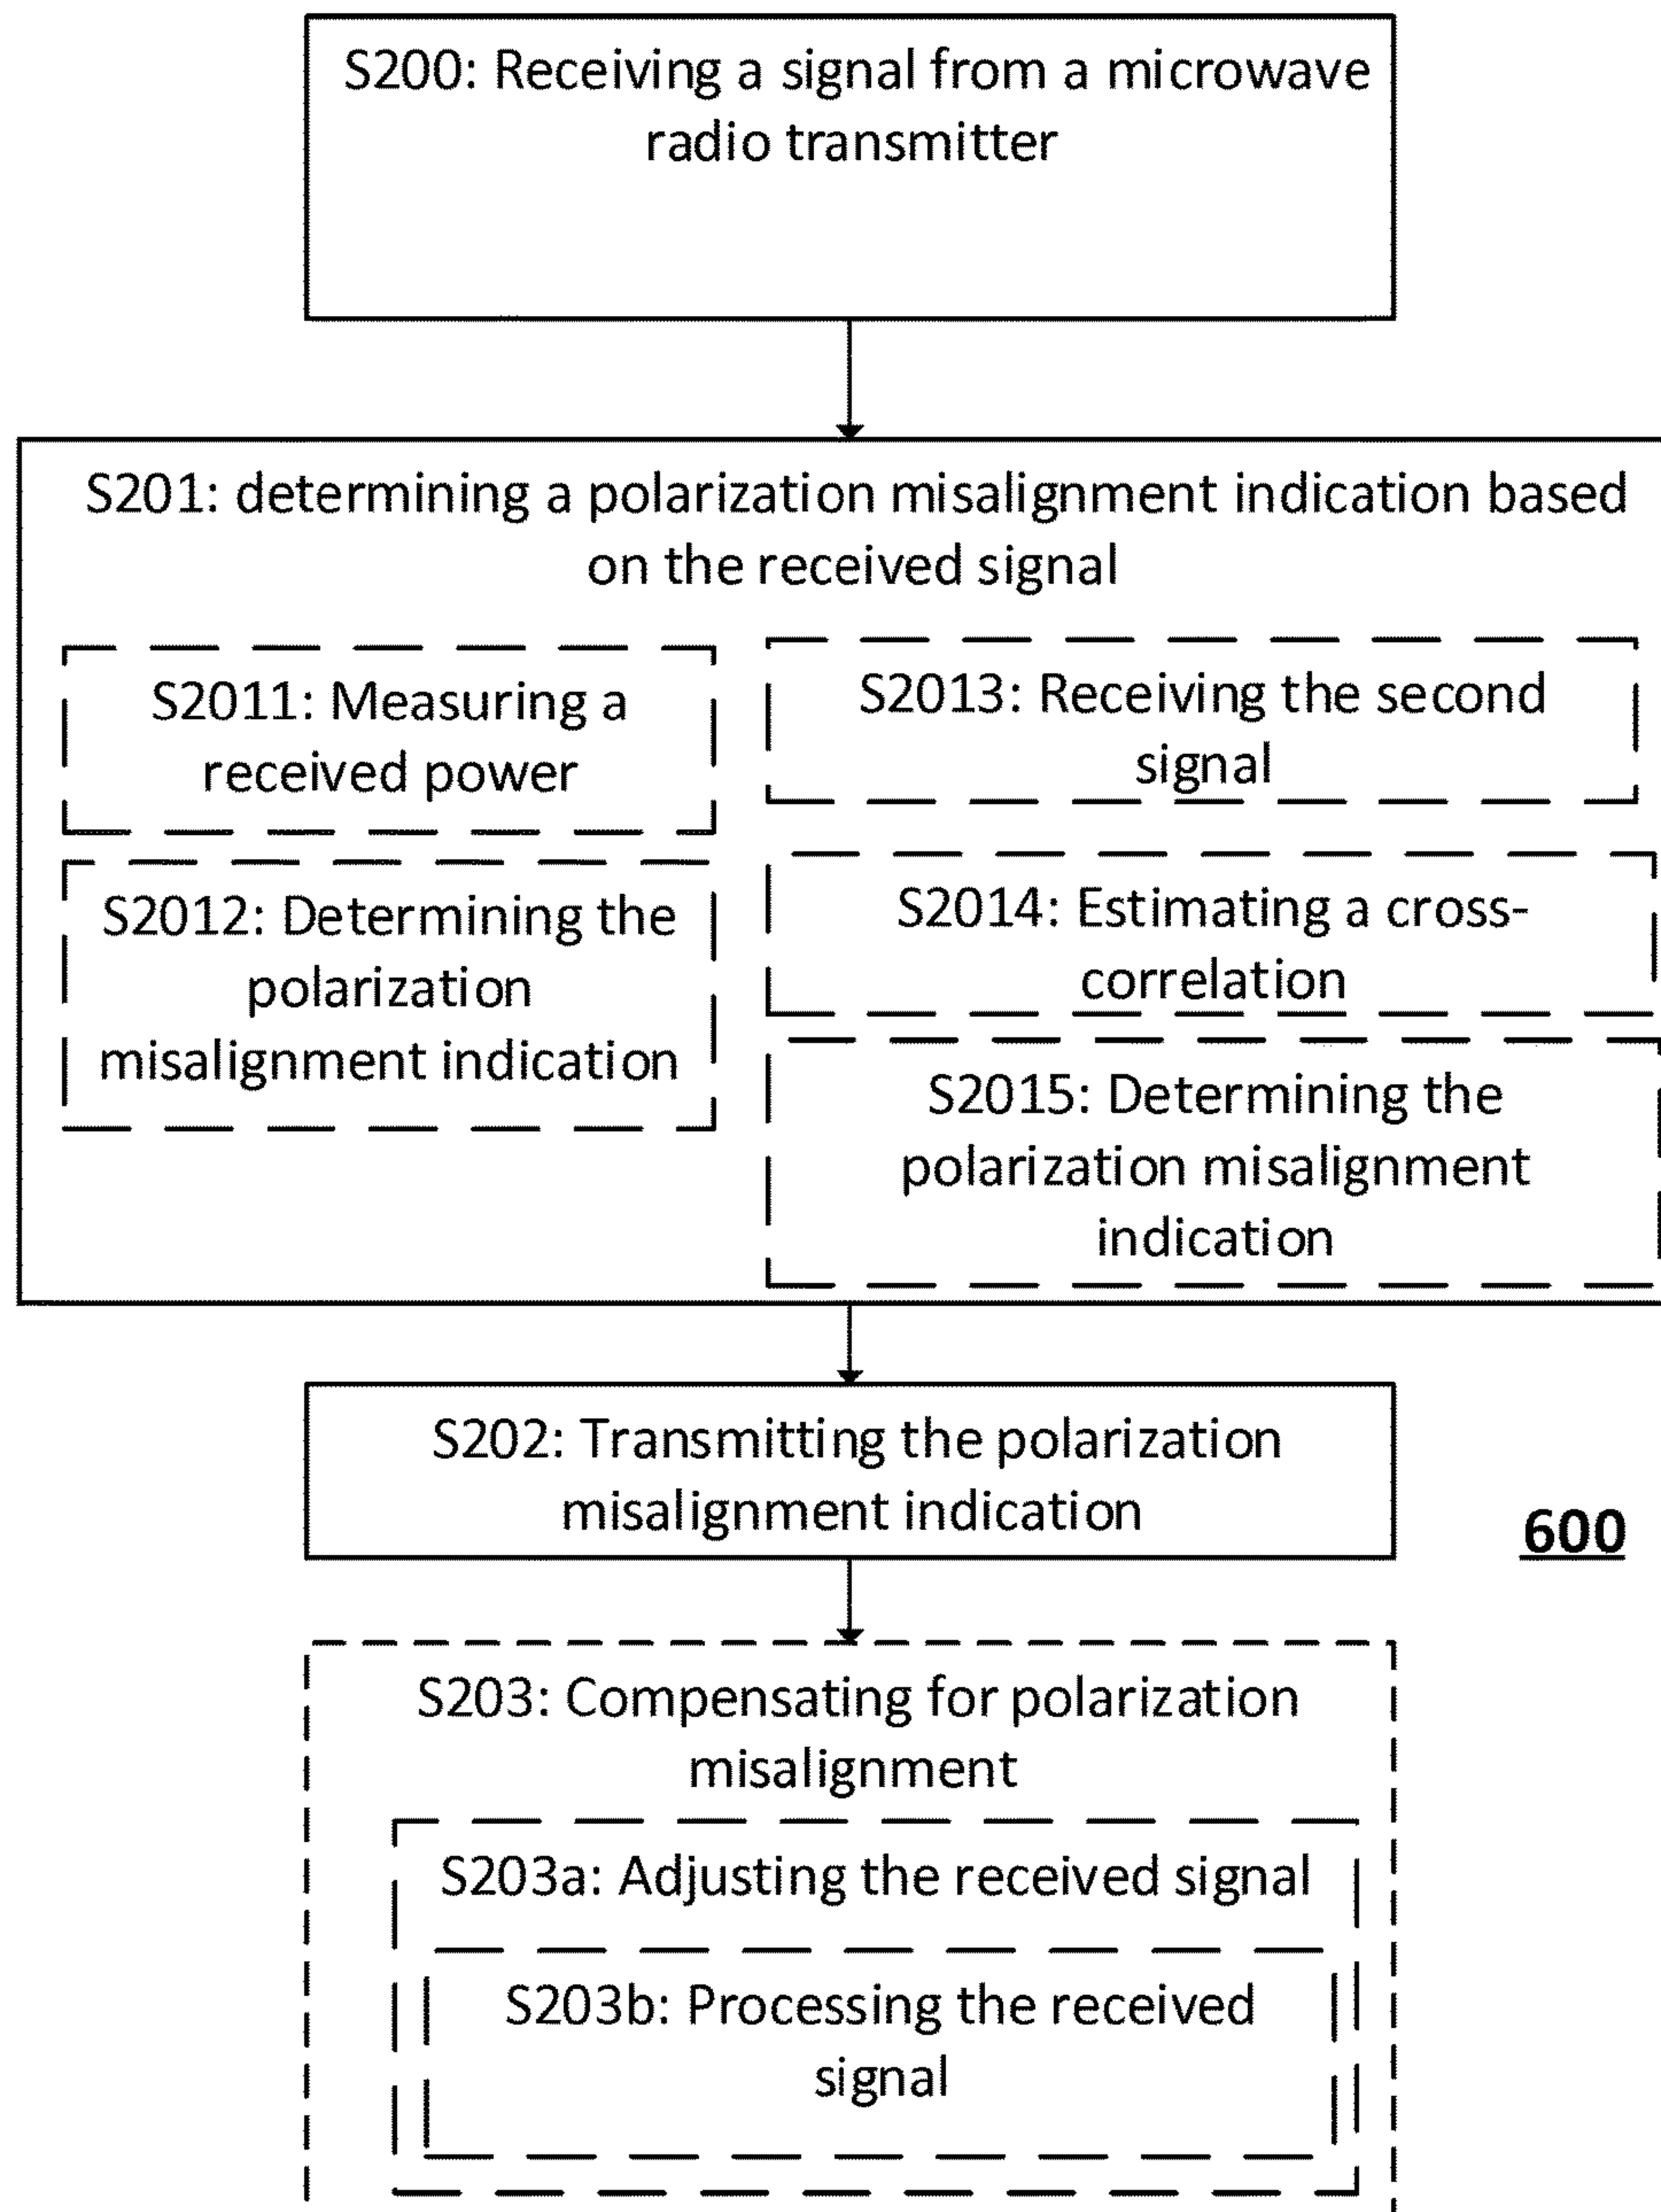 S200: Receiving a signal from a microwave
radio transmitter
S201: determining a polarization misalignment indication based
on the received signal
S2011: Measuring a
received power
S2012: Determining the
polarization
misalignment indication
S2013: Receiving the second
signal
S2014: Estimating a cross-
correlation
S2015: Determining the
polarization misalignment
indication
S202: Transmitting the polarization
misalignment indication
600
S203: Compensating for polarization
misalignment
S203a: Adjusting the received signal
S203b: Processing the received
signal